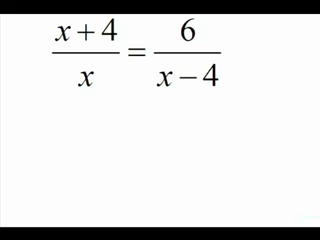 x + 4 / x = 6 / x − 4